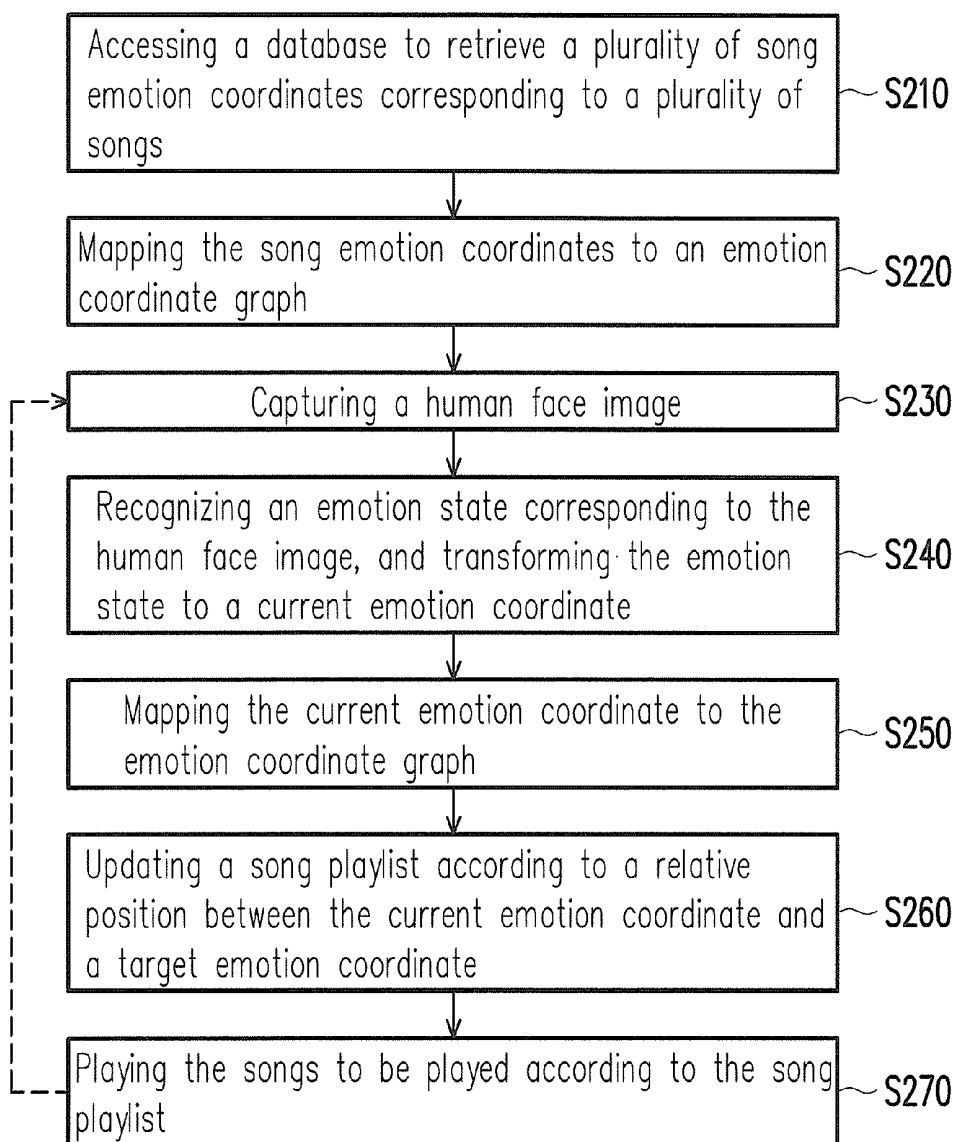 Accessing a database to retrieve a plurality of song
emotion coordinates corresponding to a plurality of
songs
S210
Mapping the song emotion coordinates to an emotion
coordinate graph
S220
Capturing a human face image
S230
Recognizing an emotion state corresponding to the
human face image, and transforming the emotion
state to a current emotion coordinate
S240
Mapping the current emotion coordinate to the
emotion coordinate graph
S250
Updating a song playlist according to a relative
position between the current emotion coordinate and
a target emotion coordinate
S260
Playing the songs to be played according to the song
playlist
S270